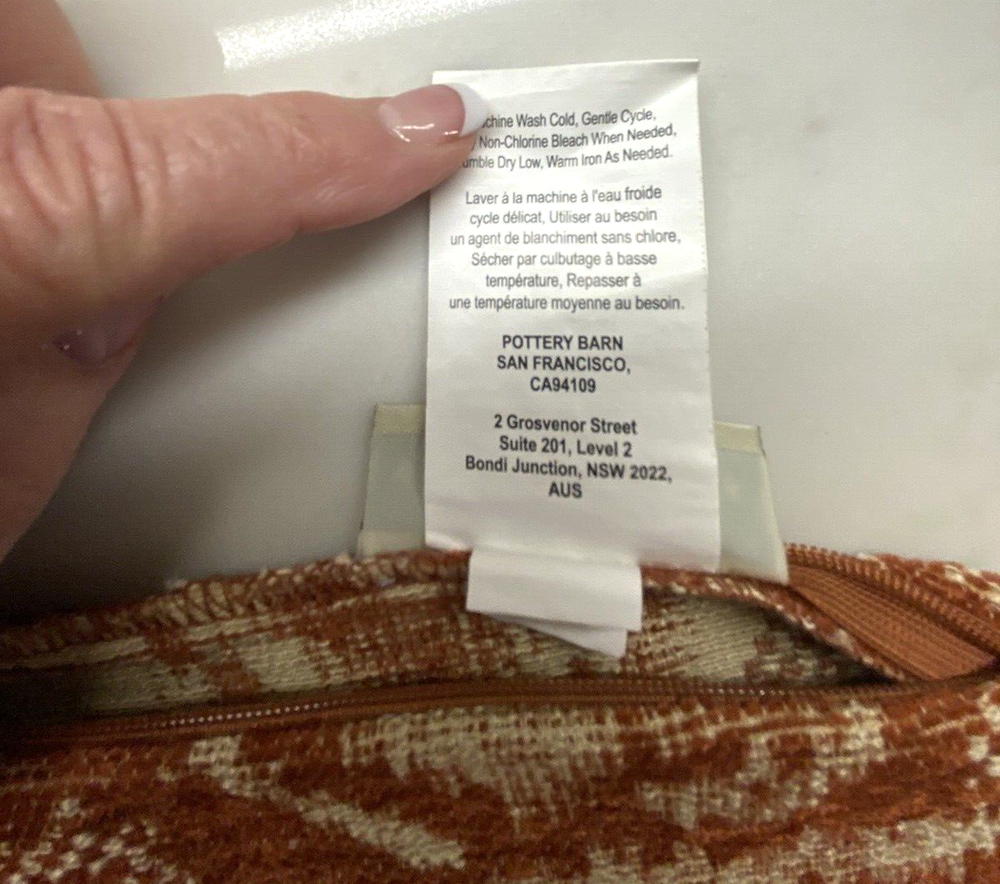 chine Wash Cold, Gentle Cycle,
Non-Chlorine Bleach When Needed,
umble Dry Low, Warm Iron As Needed.
Laver à la machine à l'eau froide
cycle délicat, Utiliser au besoin
un agent de blanchiment sans chlore,
Sécher par culbutage à basse
température, Repasser à
une température moyenne au besoin.
POTTERY BARN
SAN FRANCISCO,
CA94109
2 Grosvenor Street
Suite 201, Level 2
Bondi Junction, NSW 2022,
AUS